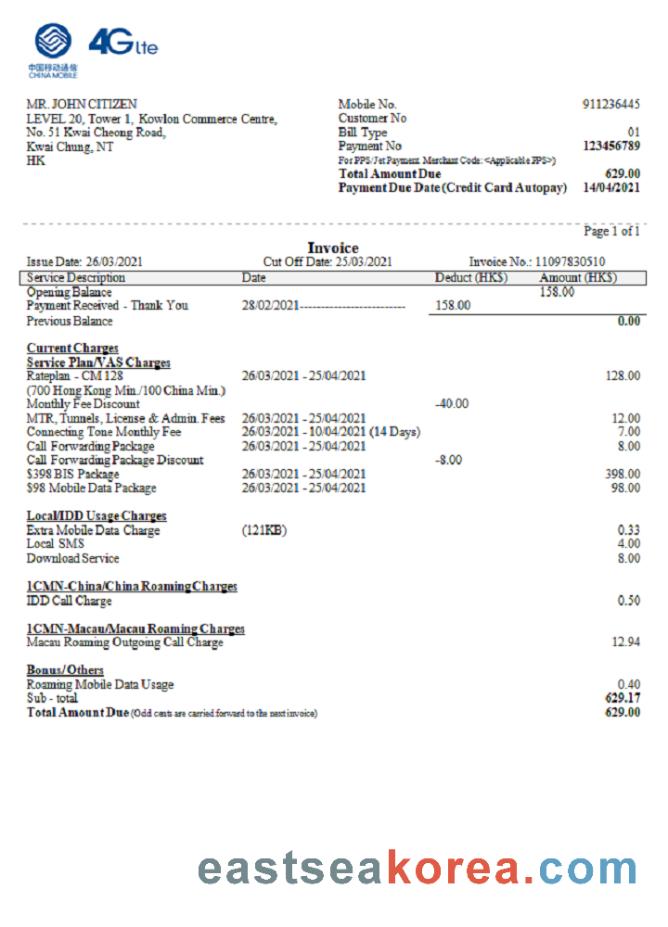 4G Lte
中国移动通信
CHINA MOBILE
MR. JOHN CITIZEN
LEVEL 20, Tower 1, Kowlon Commerce Centre,
No. 51 Kwai Cheong Road,
Kwai Chung, NT
HK
Mobile No. 911236445
Customer No
Bill Type 01
Payment No 123456789
For PPS/Jet Payment. Merchant Code: <Applicable PPS>)
Total Amount Due 629.00
Payment Due Date (Credit Card Autopay) 14/04/2021
Page 1 of 1
Invoice
Issue Date: 26/03/2021 Cut Off Date: 25/03/2021 Invoice No.: 11097830510
Service Description Date Deduct (HK$) Amount (HK$)
Opening Balance 158.00
Payment Received - Thank You 28/02/2021-------------------------- 158.00
Previous Balance 0.00
Current Charges
Service Plan/VAS Charges
Rateplan - CM 128 26/03/2021 - 25/04/2021 128.00
(700 Hong Kong Min./100 China Min.)
Monthly Fee Discount -40.00
MTR, Tunnels, License & Admin. Fees 26/03/2021 - 25/04/2021 12.00
Connecting Tone Monthly Fee 26/03/2021 - 10/04/2021 (14 Days) 7.00
Call Forwarding Package 26/03/2021 - 25/04/2021 8.00
Call Forwarding Package Discount -8.00
$398 BIS Package 26/03/2021 - 25/04/2021 398.00
$98 Mobile Data Package 26/03/2021 - 25/04/2021 98.00
Local/IDD Usage Charges
Extra Mobile Data Charge (121KB) 0.33
Local SMS 4.00
Download Service 8.00
1CMN-China/China Roaming Charges
IDD Call Charge 0.50
1CMN-Macau/Macau Roaming Charges
Macau Roaming Outgoing Call Charge 12.94
Bonus/Others
Roaming Mobile Data Usage 0.40
Sub - total 629.17
Total Amount Due (Odd cents are carried forward to the next invoice) 629.00
eastseakorea.com